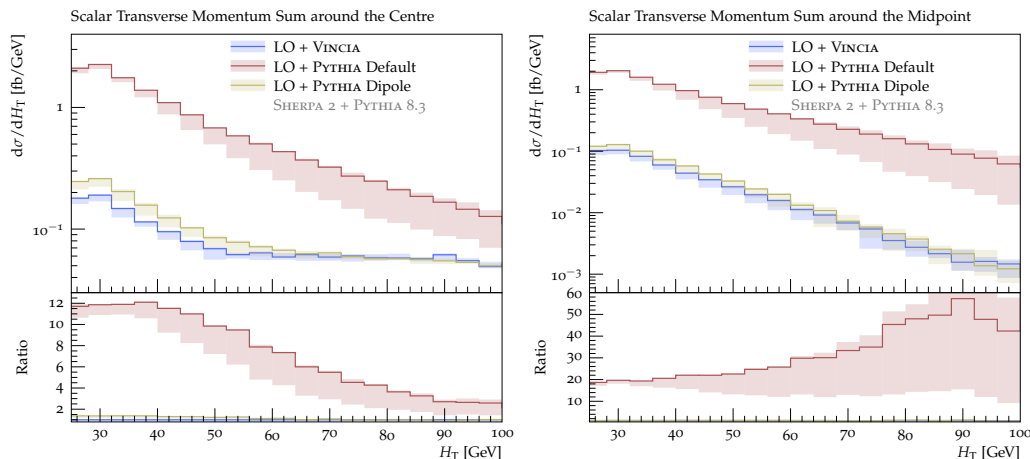 Scalar Transverse Momentum Sum around the Centre
dσ/dH_T [fb/GeV]
1
10⁻¹
LO + VINCIA
LO + PYTHIA Default
LO + PYTHIA Dipole
SHERPA 2 + PYTHIA 8.3
Ratio
12
10
8
6
4
2
30 40 50 60 70 80 90 100
H_T [GeV]
Scalar Transverse Momentum Sum around the Midpoint
dσ/dH_T [fb/GeV]
1
10⁻¹
10⁻²
10⁻³
LO + VINCIA
LO + PYTHIA Default
LO + PYTHIA Dipole
SHERPA 2 + PYTHIA 8.3
Ratio
60
50
40
30
20
10
30 40 50 60 70 80 90 100
H_T [GeV]